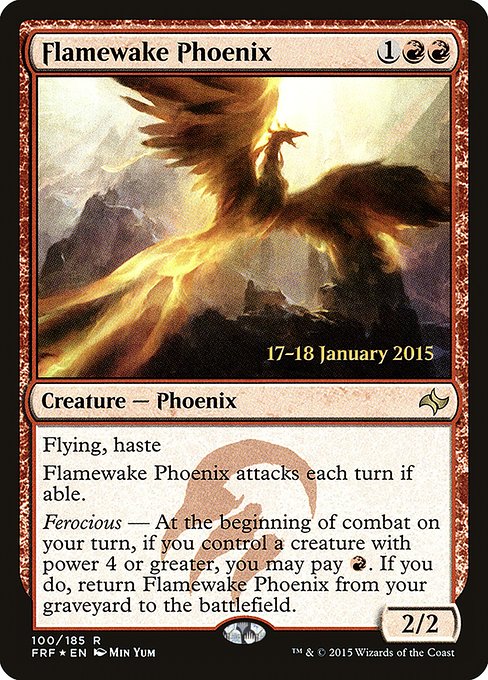 Flamewake Phoenix 1
17–18 January 2015
Creature — Phoenix
Flying, haste
Flamewake Phoenix attacks each turn if
able.
Ferocious — At the beginning of combat on
your turn, if you control a creature with
power 4 or greater, you may pay . If you
do, return Flamewake Phoenix from your
graveyard to the battlefield.
2/2
100/185 R
FRF ★ EN Min Yum
™ & © 2015 Wizards of the Coast